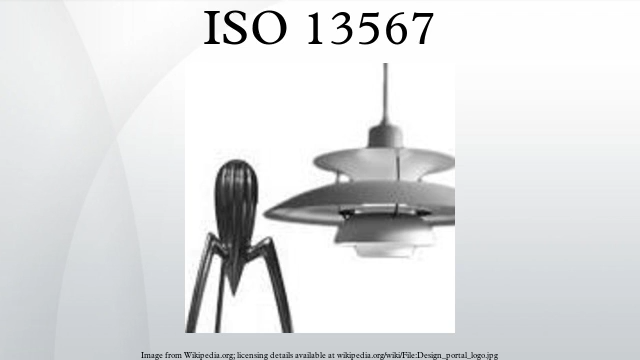 ISO 13567
Image from Wikipedia.org; licensing details available at wikipedia.org/wiki/File:Design_portal_logo.jpg